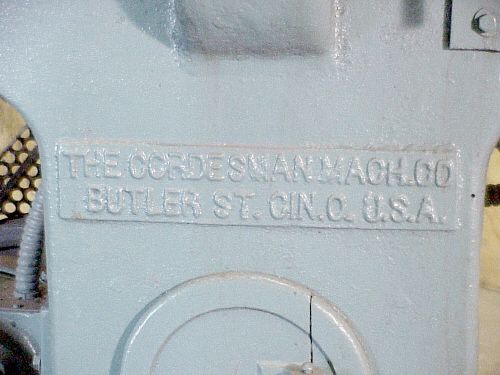 THE CORDESMAN MACH.CO
BUTLER ST. CIN.O. U.S.A.